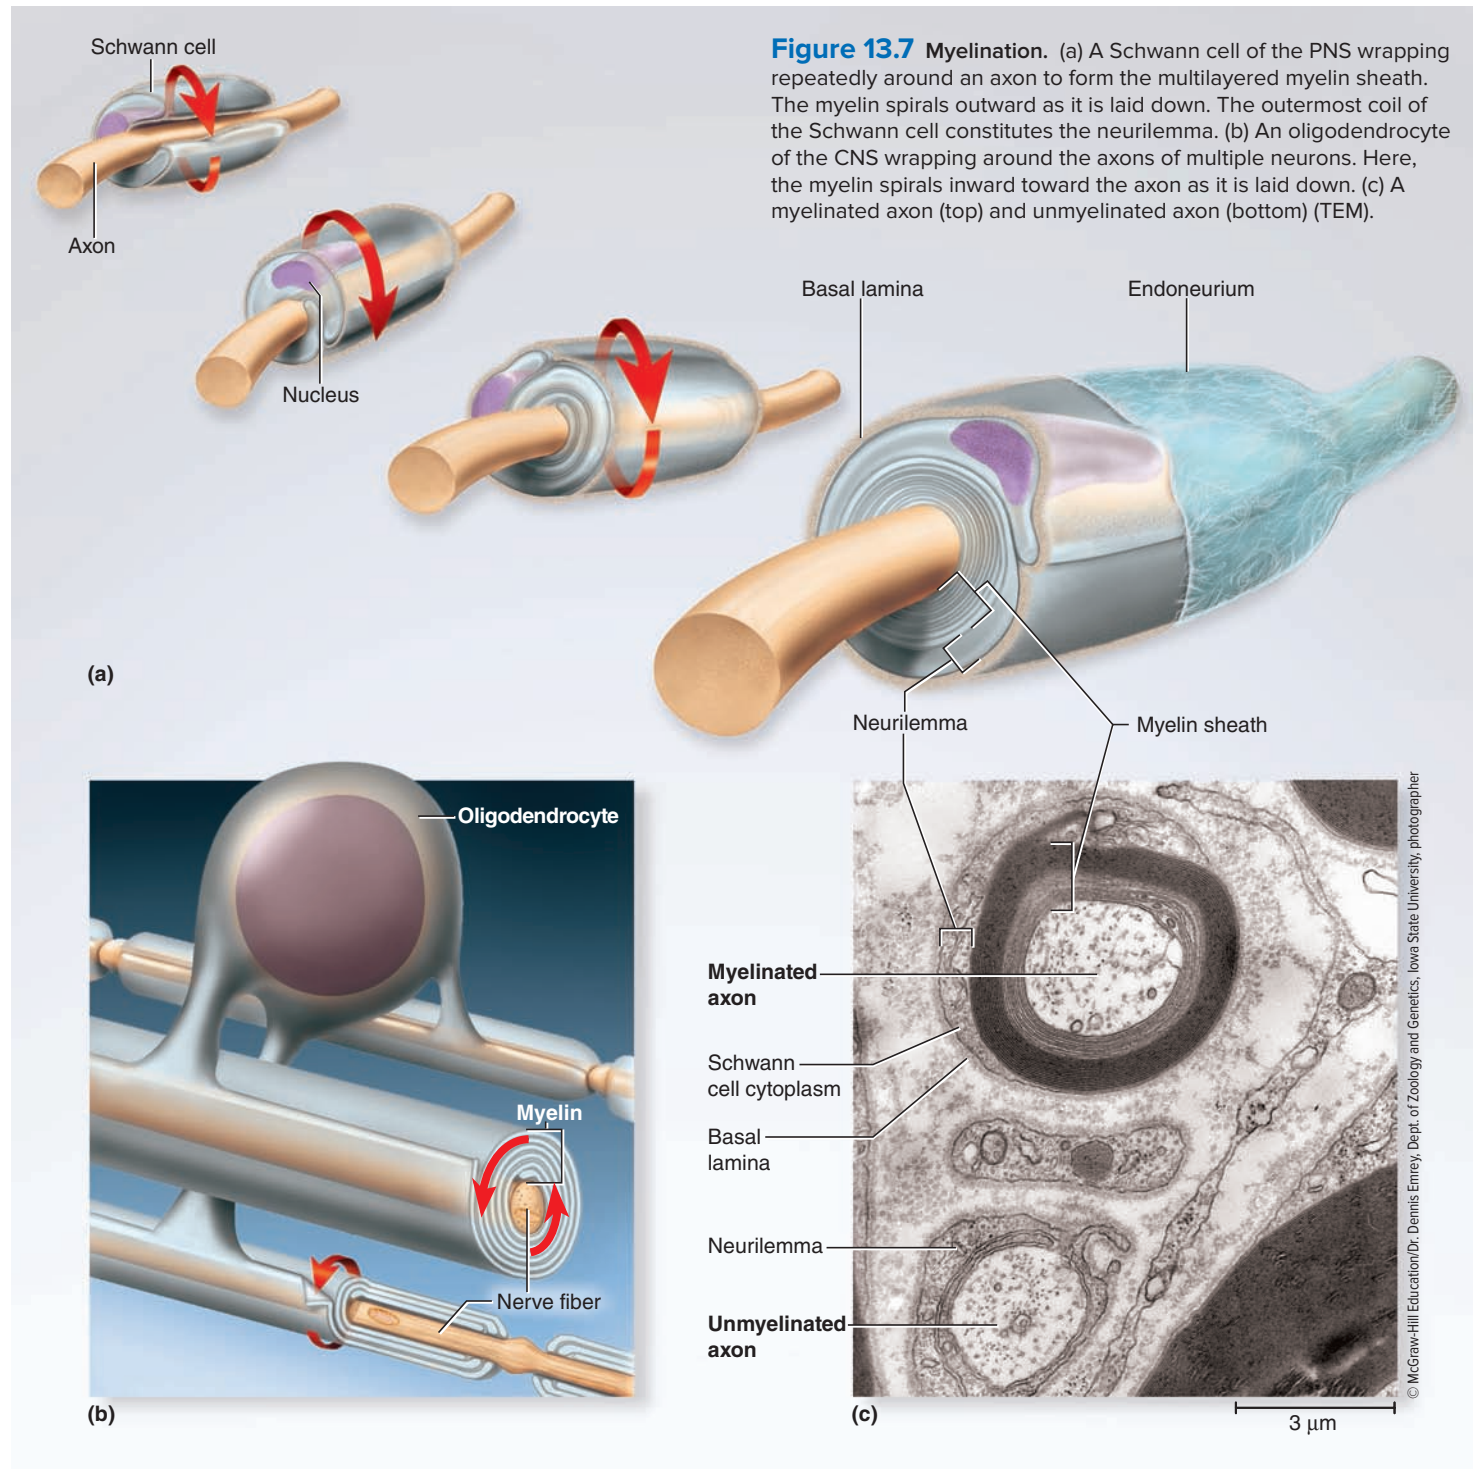 Schwann cell
Axon
Nucleus
Figure 13.7 Myelination. (a) A Schwann cell of the PNS wrapping
repeatedly around an axon to form the multilayered myelin sheath.
The myelin spirals outward as it is laid down. The outermost coil of
the Schwann cell constitutes the neurilemma. (b) An oligodendrocyte
of the CNS wrapping around the axons of multiple neurons. Here,
the myelin spirals inward toward the axon as it is laid down. (c) A
myelinated axon (top) and unmyelinated axon (bottom) (TEM).
Basal lamina
Endoneurium
(a)
Neurilemma
Myelin sheath
Oligodendrocyte
Myelin
Nerve fiber
(b)
Myelinated
axon
Schwann
cell cytoplasm
Basal
lamina
Neurilemma
Unmyelinated
axon
(c)
3 µm
© McGraw-Hill Education/Dr. Dennis Emrey, Dept. of Zoology and Genetics, Iowa State University, photographer